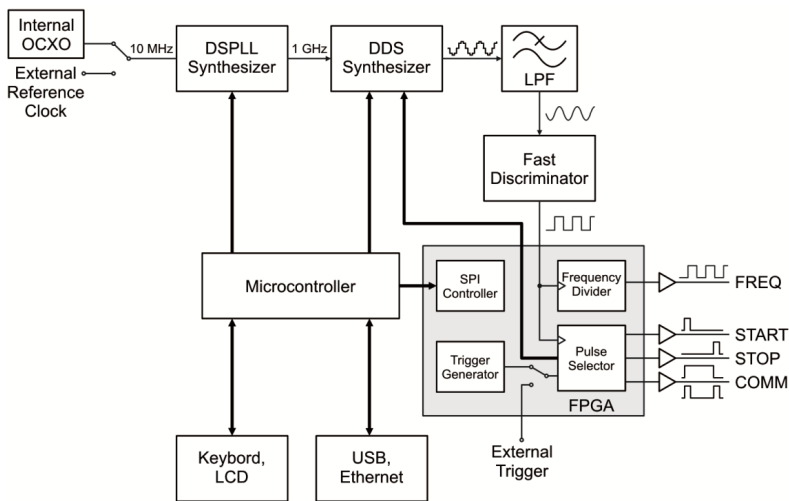 Internal
OCXO
External
Reference
Clock
10 MHz
DSPLL
Synthesizer
1 GHz
DDS
Synthesizer
LPF
Fast
Discriminator
Microcontroller
SPI
Controller
Frequency
Divider
FREQ
Trigger
Generator
Pulse
Selector
START
STOP
COMM
FPGA
External
Trigger
Keybord,
LCD
USB,
Ethernet